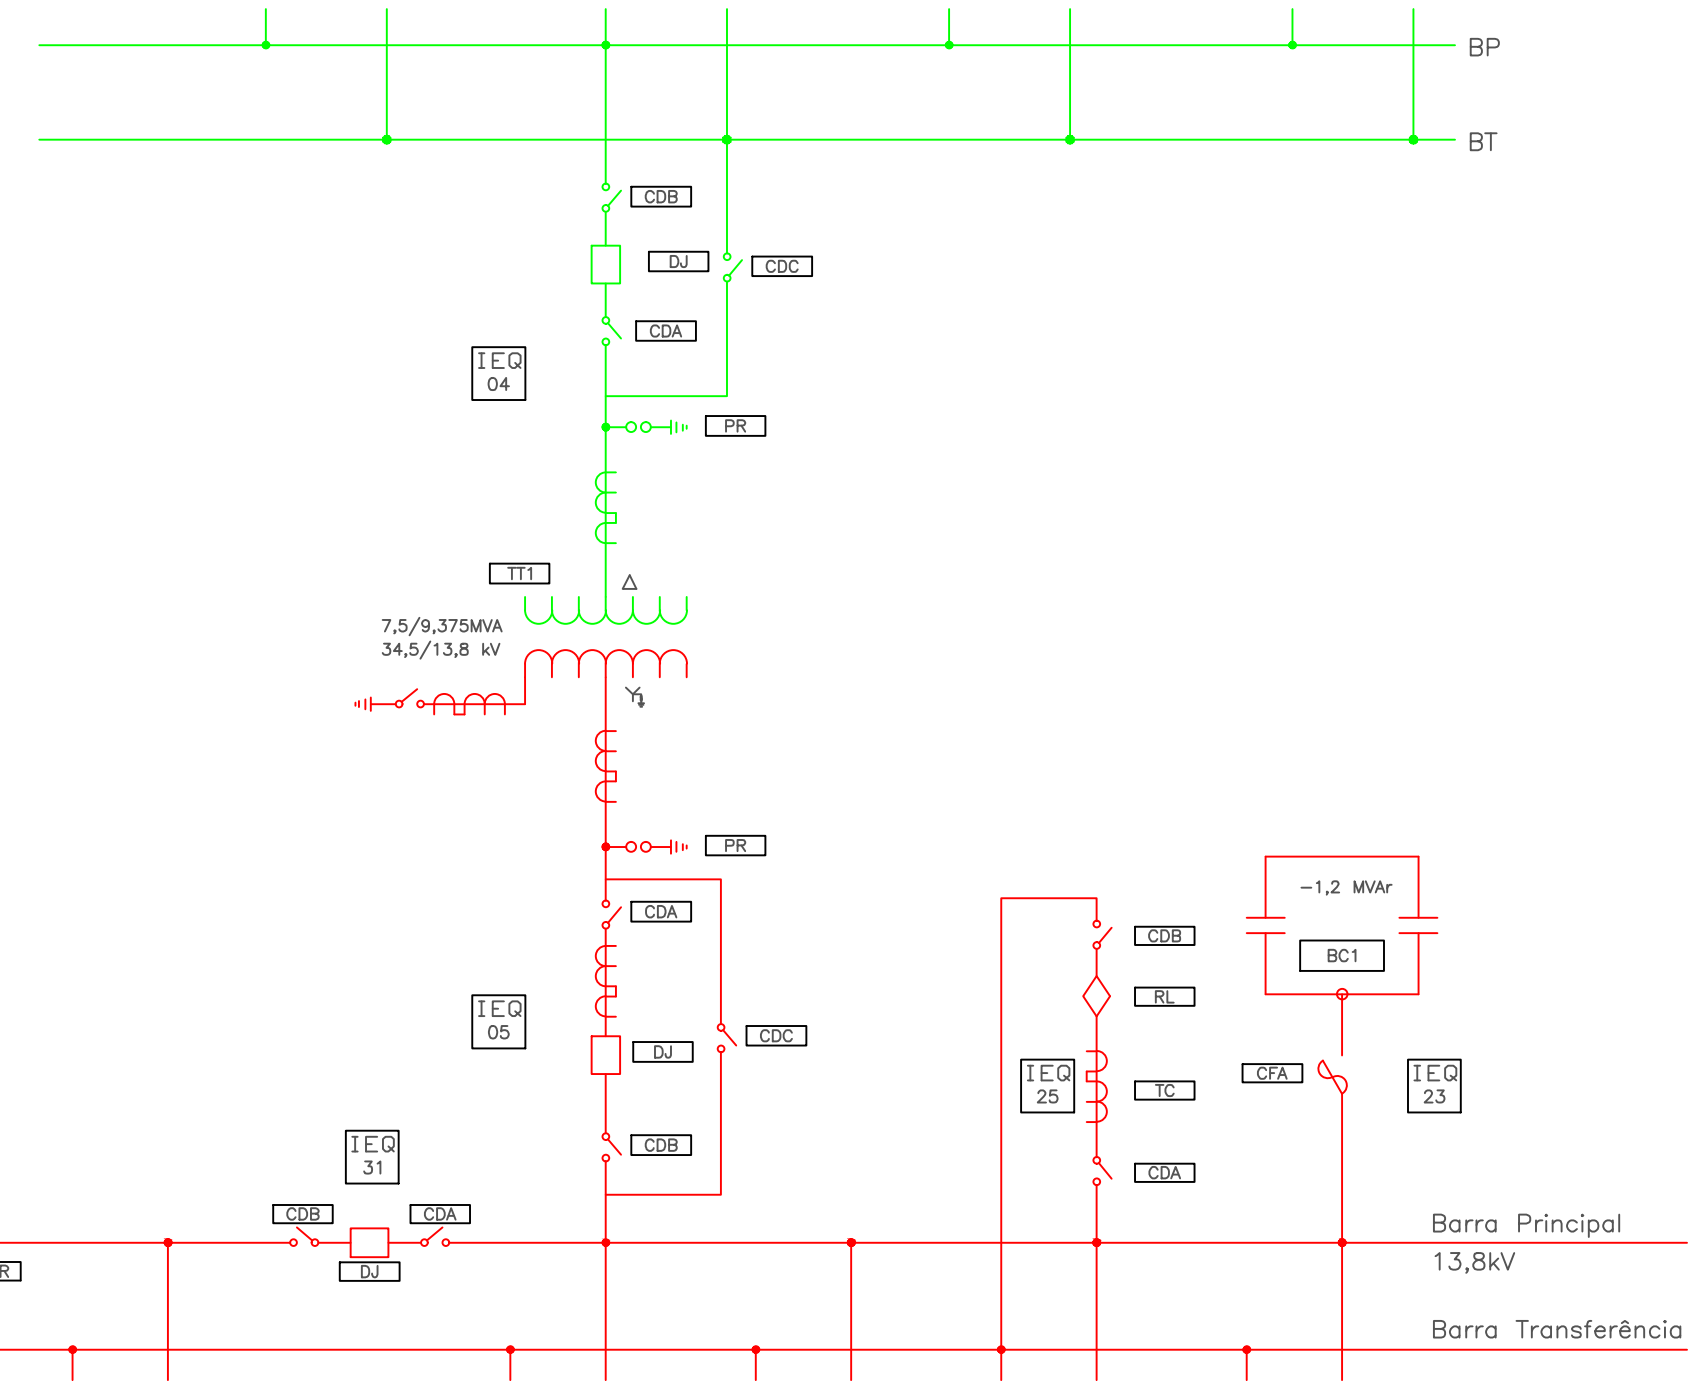 BP
BT
CDB
DJ
CDC
CDA
IEQ
04
PR
TT1
7,5/9,375MVA
34,5/13,8 kV
PR
-1,2 MVAr
CDA
CDB
BC1
RL
IEQ
05
DJ
CDC
IEQ
25
TC
CFA
IEQ
23
CDB
CDA
IEQ
31
CDB
CDA
DJ
R
Barra Principal
13,8kV
Barra Transferência